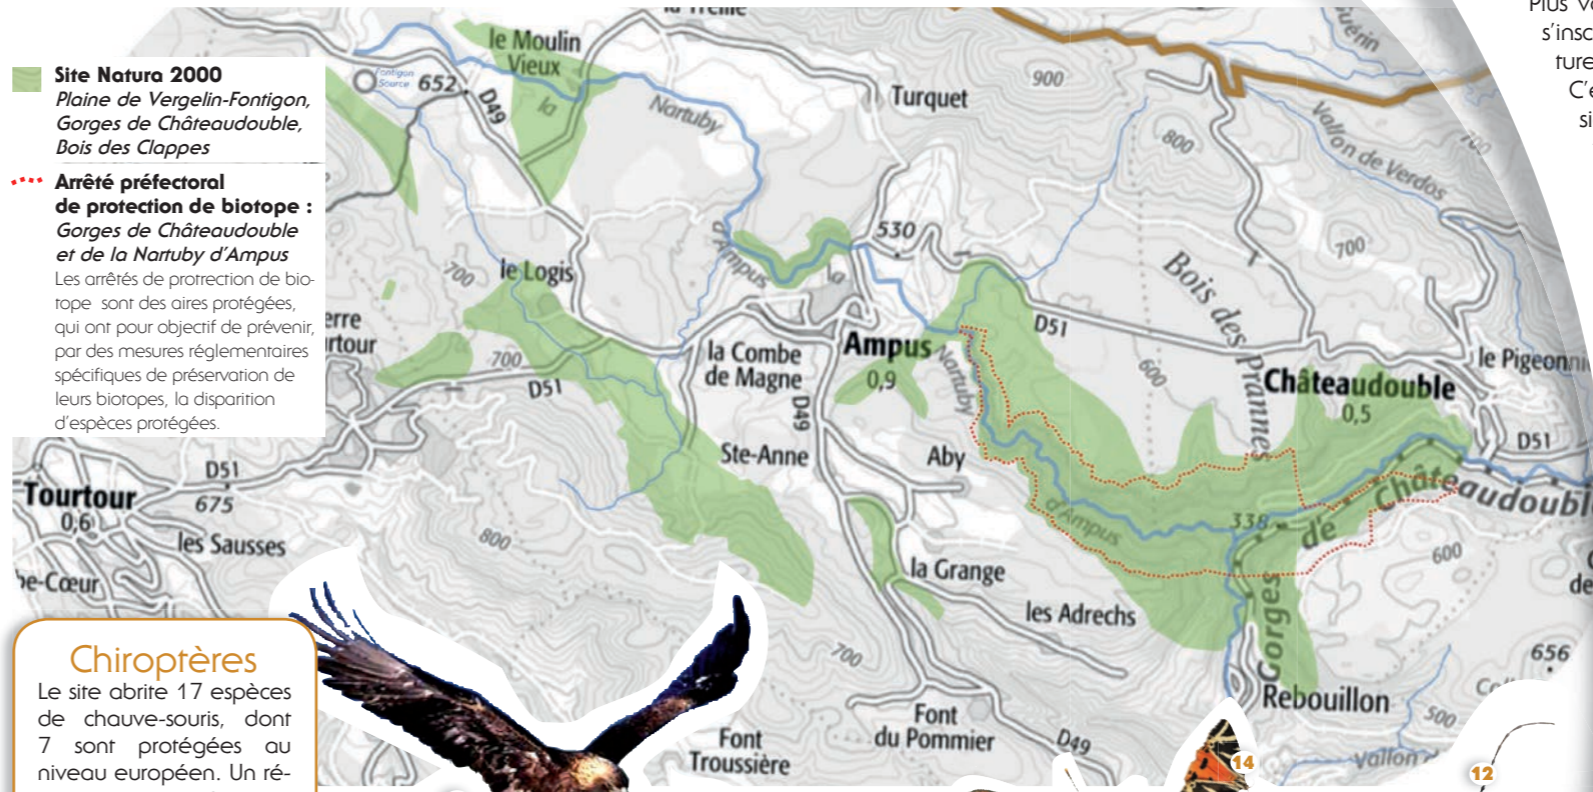 Site Natura 2000
Plaine de Vergelin-Fontigon,
Gorges de Châteaudouble,
Bois des Clappes
Arrêté préfectoral
de protection de biotope :
Gorges de Châteaudouble
et de la Nartuby d'Ampus
Les arrêtés de protrection de bio-
tope sont des aires protégées,
qui ont pour objectif de prévenir,
par des mesures réglementaires
spécifiques de préservation de
leurs biotopes, la disparition
d'espèces protégées.
Chiroptères
Le site abrite 17 espèces
de chauve-souris, dont
7 sont protégées au
niveau européen. Un ré-
le Moulin
Vieux
Fontigon
Source
652
D49
la
Nartuby
Turquet
900
800
Vallon de Verdos
700
700
d'Ampus
la
530
le Logis
700
700
D51
la Combe
de Magne
D49
Ampus
0,9
Nartuby
D51
600
Bois des Prannes
Châteaudouble
0,5
D51
Ste-Anne
Aby
d'Ampus
338
Gorges
de
600
Tourtour
0,6
D51
675
les Sausses
800
la Grange
les Adrechs
700
Font
du Pommier
D49
Font
Troussière
Rebouillon
656
500
Vallon
14
12
Plus
C'